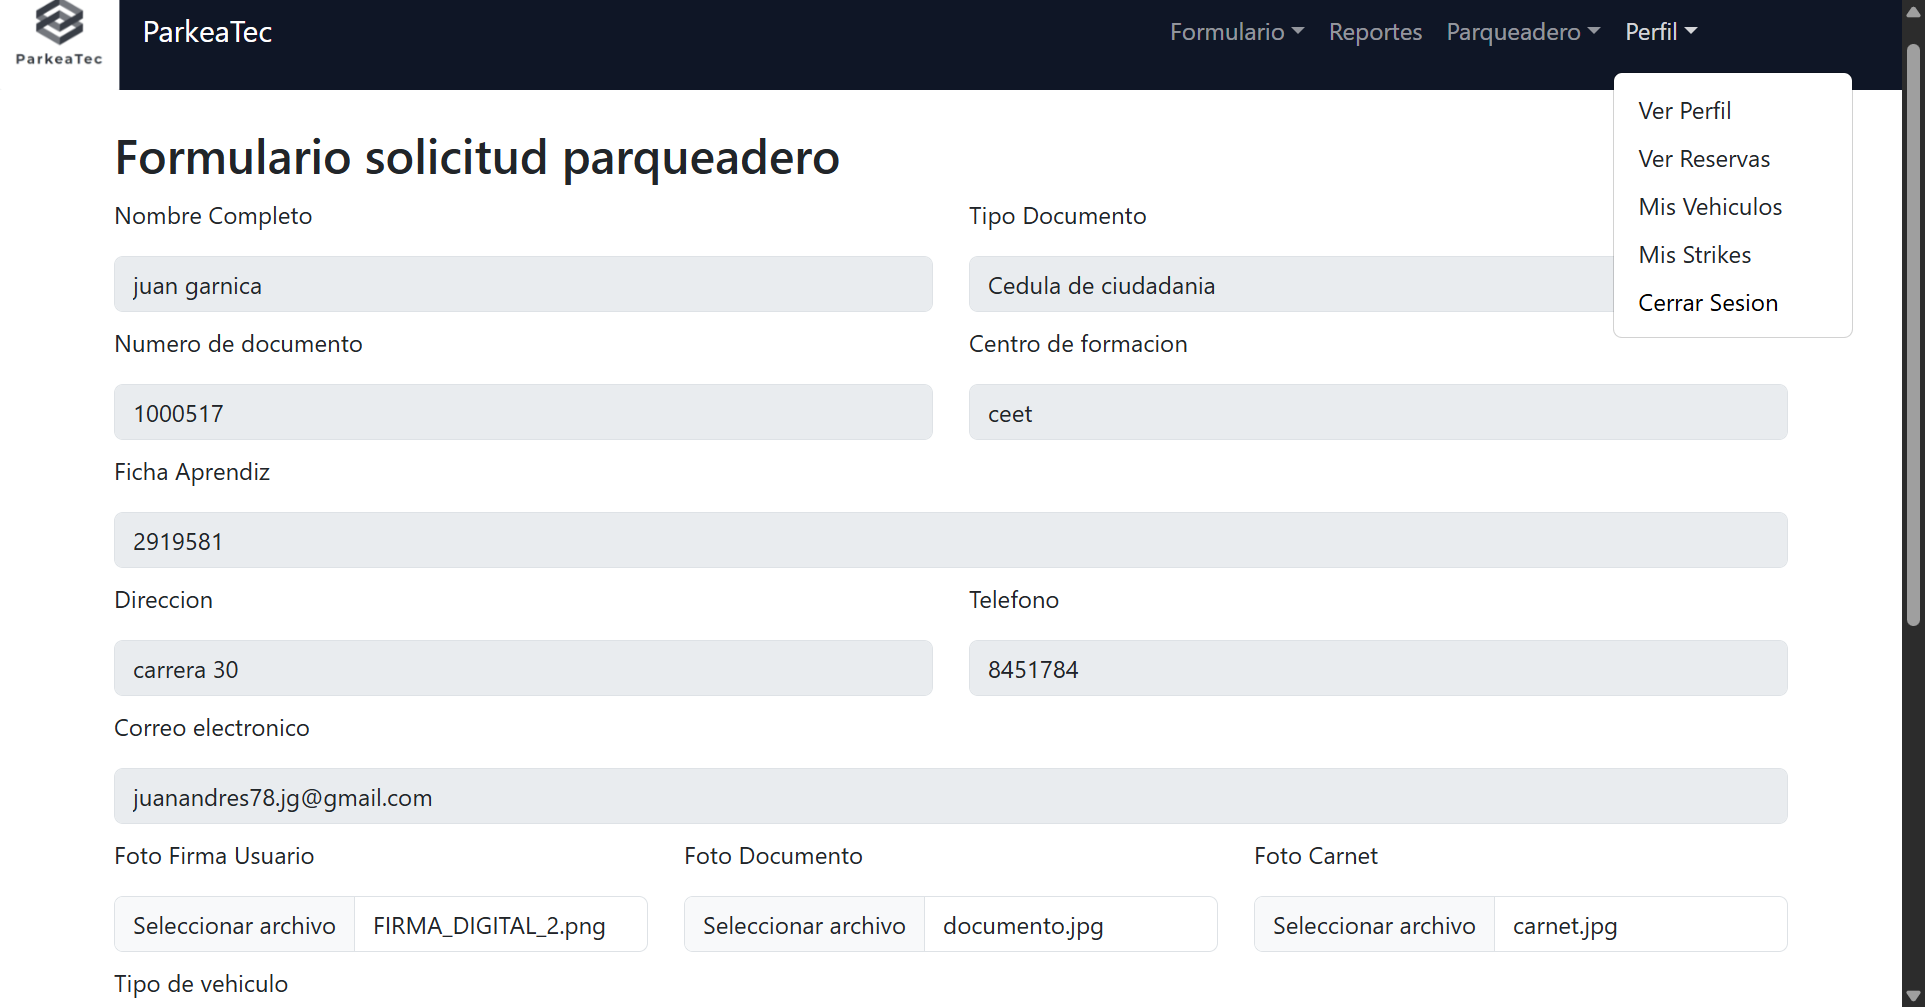 ParkeaTec
ParkeaTec
Formulario Reportes Parqueadero Perfil
Ver Perfil
Ver Reservas
Mis Vehiculos
Mis Strikes
Cerrar Sesion
Formulario solicitud parqueadero
Nombre Completo Tipo Documento
juan garnica Cedula de ciudadania
Numero de documento Centro de formacion
1000517 ceet
Ficha Aprendiz
2919581
Direccion Telefono
carrera 30 8451784
Correo electronico
juanandres78.jg@gmail.com
Foto Firma Usuario Foto Documento Foto Carnet
Seleccionar archivo FIRMA_DIGITAL_2.png Seleccionar archivo documento.jpg Seleccionar archivo carnet.jpg
Tipo de vehiculo